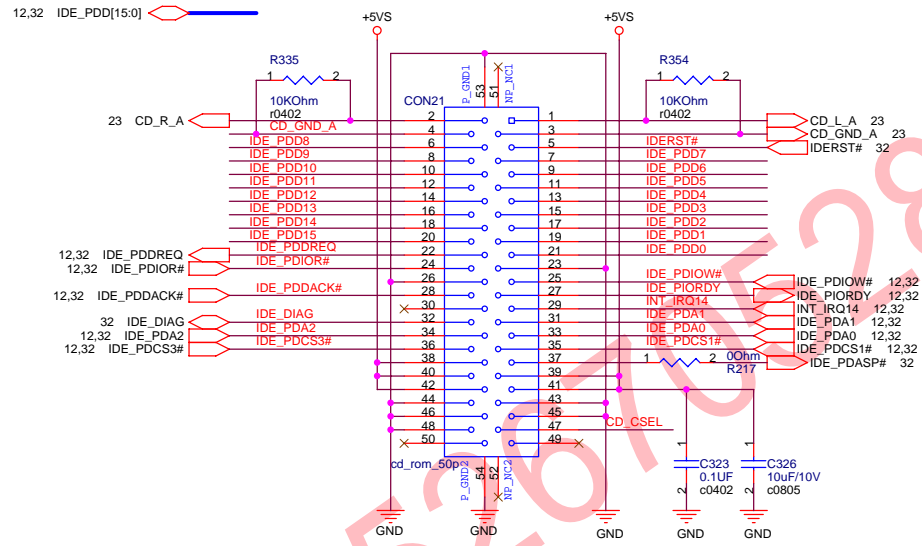 12,32 IDE_PDD[15:0]
+5VS +5VS
R335 R354
1 2 1 2
10KOhm 10KOhm
r0402 r0402
P_GND1 53 51 NP_NC1
CON21
23 CD_R_A 2 1 CD_L_A 23
CD_GND_A 4 3 CD_GND_A 23
IDE_PDD8 6 5 IDERST# IDERST# 32
IDE_PDD9 8 7 IDE_PDD7
IDE_PDD10 10 9 IDE_PDD6
IDE_PDD11 12 11 IDE_PDD5
IDE_PDD12 14 13 IDE_PDD4
IDE_PDD13 16 15 IDE_PDD3
IDE_PDD14 18 17 IDE_PDD2
IDE_PDD15 20 19 IDE_PDD1
12,32 IDE_PDDREQ IDE_PDDREQ 22 21 IDE_PDD0
12,32 IDE_PDIOR# IDE_PDIOR# 24 23
26 25 IDE_PDIOW# IDE_PDIOW# 12,32
12,32 IDE_PDDACK# IDE_PDDACK# 28 27 IDE_PIORDY IDE_PIORDY 12,32
30 29 INT_IRQ14 INT_IRQ14 12,32
32 IDE_DIAG IDE_DIAG 32 31 IDE_PDA1 IDE_PDA1 12,32
12,32 IDE_PDA2 IDE_PDA2 34 33 IDE_PDA0 IDE_PDA0 12,32
12,32 IDE_PDCS3# IDE_PDCS3# 36 35 IDE_PDCS1# IDE_PDCS1# 12,32
38 37 1 2 0Ohm IDE_PDASP# 32
40 39 R217
42 41
44 43
46 45
48 47 CD_CSEL
50 49
cd_rom_50p
P_GND2 54 52 NP_NC2
1 C323 1 C326
0.1UF 10uF/10V
2 c0402 2 c0805
GND GND GND GND GND
52670528